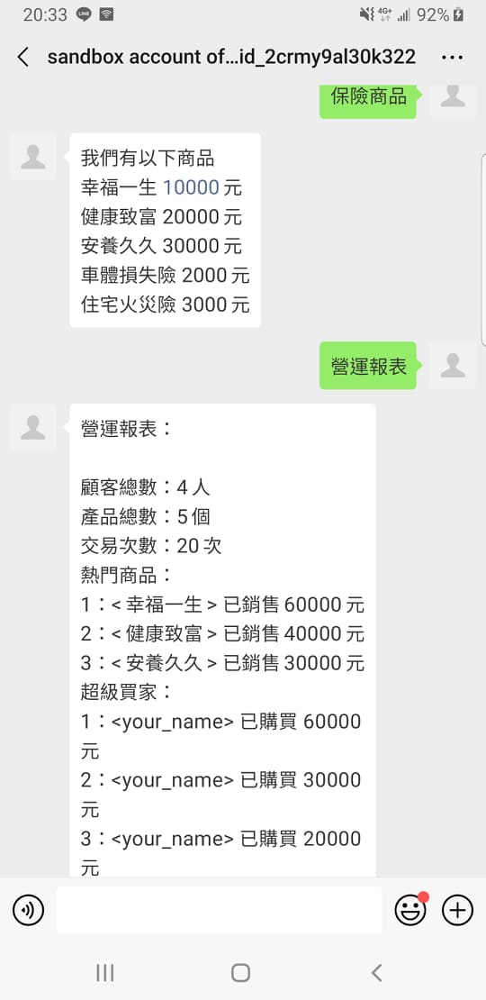 20:33
4G+
92%
sandbox account of...id_2crmy9al30k322
保險商品
我們有以下商品
幸福一生 10000 元
健康致富 20000 元
安養久久 30000 元
車體損失險 2000 元
住宅火災險 3000 元
營運報表
營運報表：
顧客總數：4 人
產品總數：5 個
交易次數：20 次
熱門商品：
1：< 幸福一生 > 已銷售 60000 元
2：< 健康致富 > 已銷售 40000 元
3：< 安養久久 > 已銷售 30000 元
超級買家：
1：<your_name> 已購買 60000
元
2：<your_name> 已購買 30000
元
3：<your_name> 已購買 20000
元